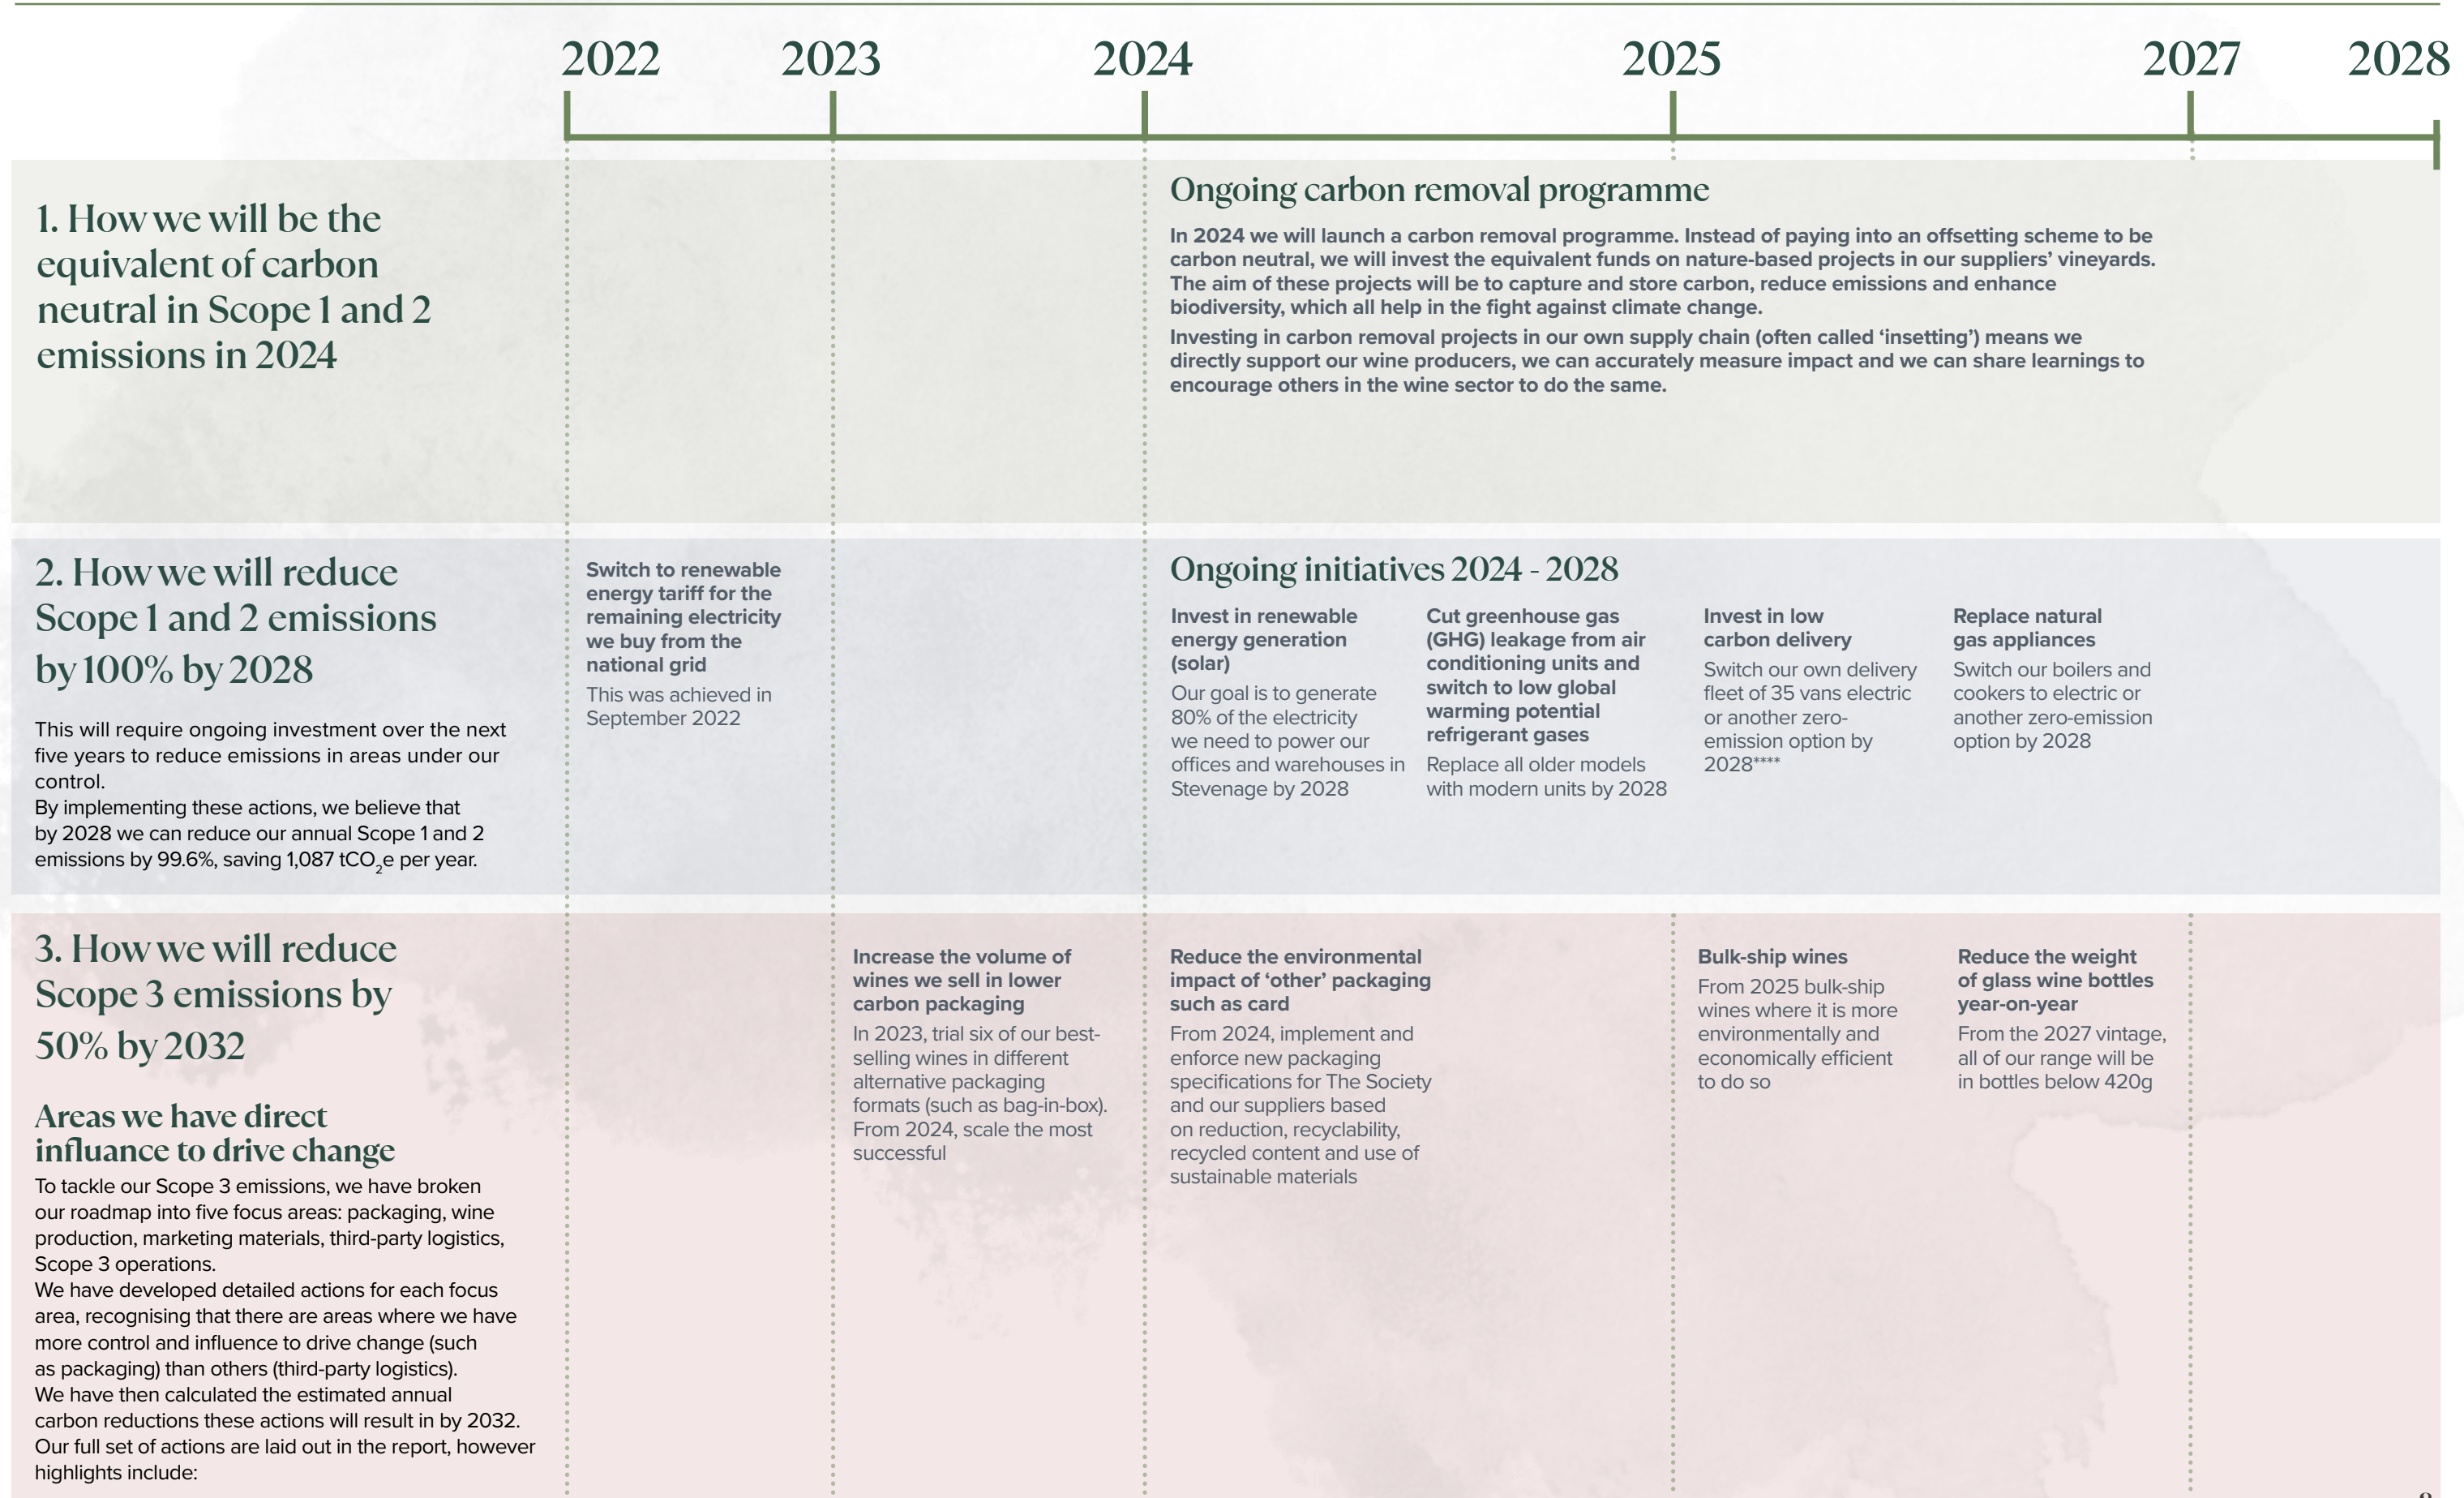 2022
2023
2024
2025
2027
2028
1. How we will be the
equivalent of carbon
neutral in Scope 1 and 2
emissions in 2024
Ongoing carbon removal programme
In 2024 we will launch a carbon removal programme. Instead of paying into an offsetting scheme to be
carbon neutral, we will invest the equivalent funds on nature-based projects in our suppliers’ vineyards.
The aim of these projects will be to capture and store carbon, reduce emissions and enhance
biodiversity, which all help in the fight against climate change.
Investing in carbon removal projects in our own supply chain (often called ‘insetting’) means we
directly support our wine producers, we can accurately measure impact and we can share learnings to
encourage others in the wine sector to do the same.
2. How we will reduce
Scope 1 and 2 emissions
by 100% by 2028
This will require ongoing investment over the next
five years to reduce emissions in areas under our
control.
By implementing these actions, we believe that
by 2028 we can reduce our annual Scope 1 and 2
emissions by 99.6%, saving 1,087 tCO₂e per year.
Switch to renewable
energy tariff for the
remaining electricity
we buy from the
national grid
This was achieved in
September 2022
Ongoing initiatives 2024 - 2028
Invest in renewable
energy generation
(solar)
Our goal is to generate
80% of the electricity
we need to power our
offices and warehouses in
Stevenage by 2028
Cut greenhouse gas
(GHG) leakage from air
conditioning units and
switch to low global
warming potential
refrigerant gases
Replace all older models
with modern units by 2028
Invest in low
carbon delivery
Switch our own delivery
fleet of 35 vans electric
or another zero-
emission option by
2028****
Replace natural
gas appliances
Switch our boilers and
cookers to electric or
another zero-emission
option by 2028
3. How we will reduce
Scope 3 emissions by
50% by 2032
Areas we have direct
influance to drive change
To tackle our Scope 3 emissions, we have broken
our roadmap into five focus areas: packaging, wine
production, marketing materials, third-party logistics,
Scope 3 operations.
We have developed detailed actions for each focus
area, recognising that there are areas where we have
more control and influence to drive change (such
as packaging) than others (third-party logistics).
We have then calculated the estimated annual
carbon reductions these actions will result in by 2032.
Our full set of actions are laid out in the report, however
highlights include:
Increase the volume of
wines we sell in lower
carbon packaging
In 2023, trial six of our best-
selling wines in different
alternative packaging
formats (such as bag-in-box).
From 2024, scale the most
successful
Reduce the environmental
impact of ‘other’ packaging
such as card
From 2024, implement and
enforce new packaging
specifications for The Society
and our suppliers based
on reduction, recyclability,
recycled content and use of
sustainable materials
Bulk-ship wines
From 2025 bulk-ship
wines where it is more
environmentally and
economically efficient
to do so
Reduce the weight
of glass wine bottles
year-on-year
From the 2027 vintage,
all of our range will be
in bottles below 420g